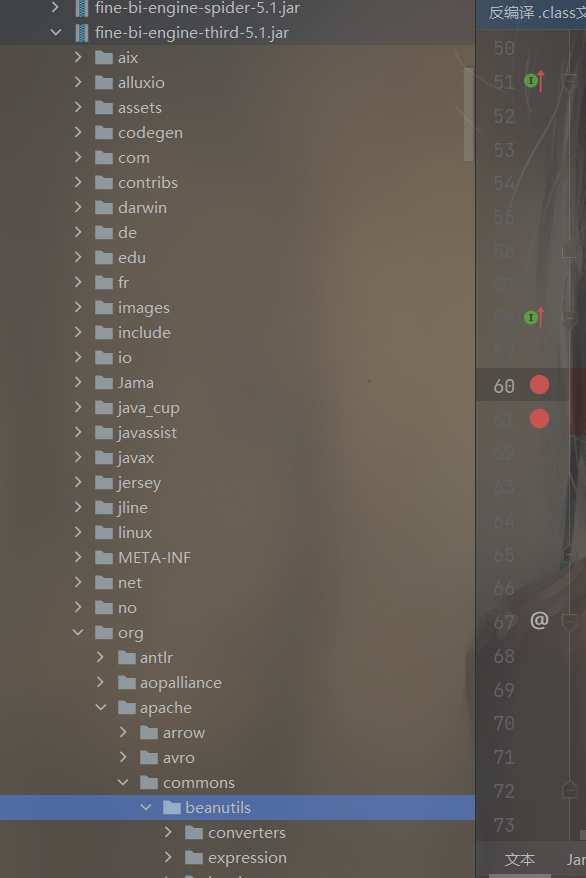 fine-bi-engine-spider-5.1.jar
fine-bi-engine-third-5.1.jar
aix
alluxio
assets
codegen
com
contribs
darwin
de
edu
fr
images
include
io
Jama
java_cup
javassist
javax
jersey
jline
linux
META-INF
net
no
org
antlr
aopalliance
apache
arrow
avro
commons
beanutils
converters
expression
反编译 .class文
50
51
52
53
54
55
56
57
58
59
60
61
62
63
64
65
66
67 @
68
69
70
71
72
73
文本 Jar